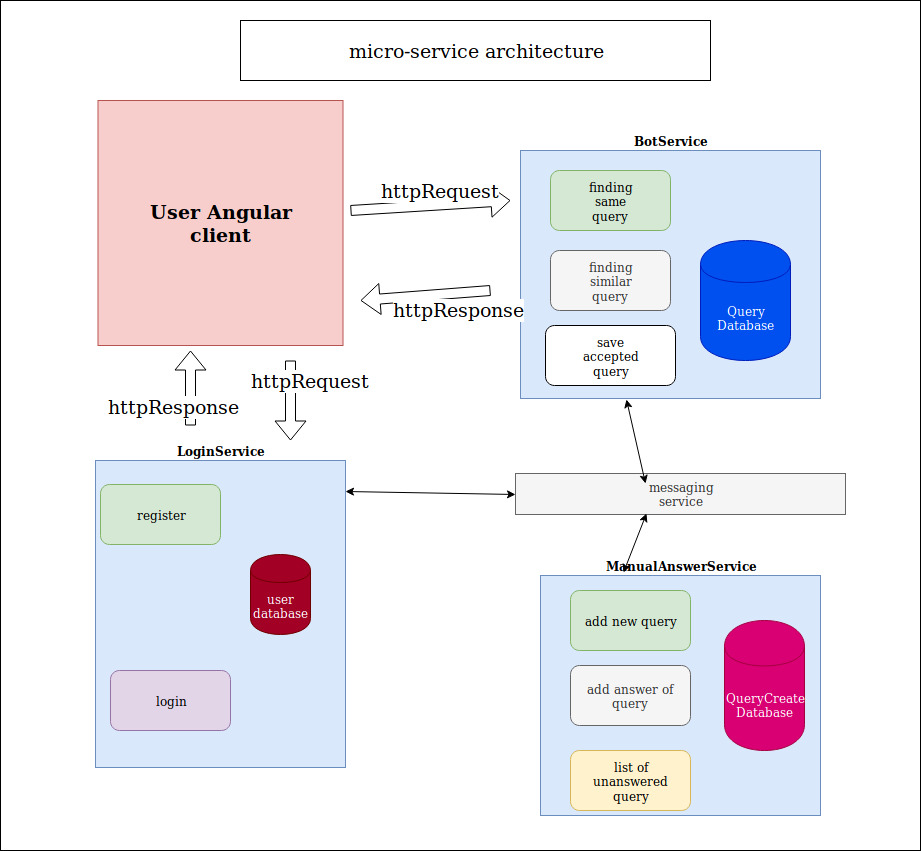 micro-service architecture
User Angular
client
httpRequest
httpResponse
BotService
finding
same
query
finding
similar
query
save
accepted
query
Query
Database
httpResponse
httpRequest
LoginService
register
user
database
login
messaging
service
ManualAnswerService
add new query
add answer of
query
list of
unanswered
query
QueryCreate
Database